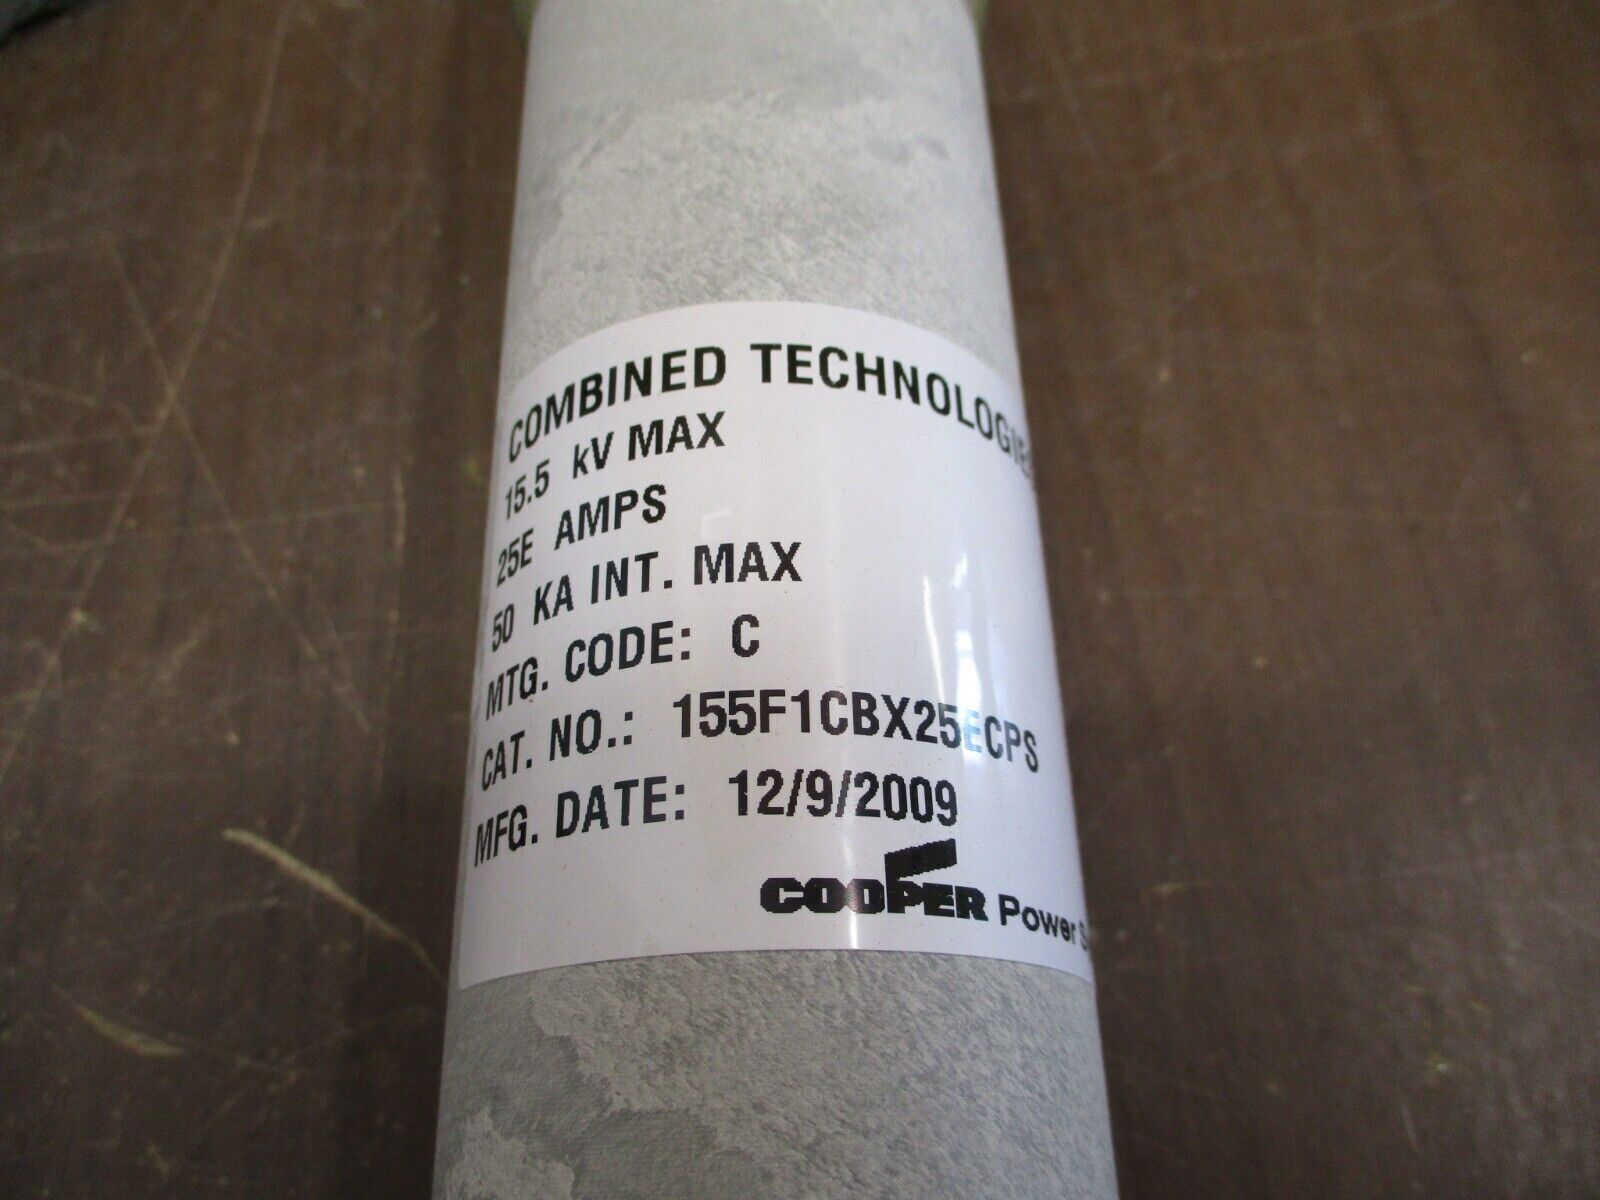 COMBINED TECHNOLOGIE
15.5 kV MAX
25E AMPS
50 KA INT. MAX
MTG. CODE: C
CAT. NO.: 155F1CBX25ECPS
MFG. DATE: 12/9/2009
COOPER Power S